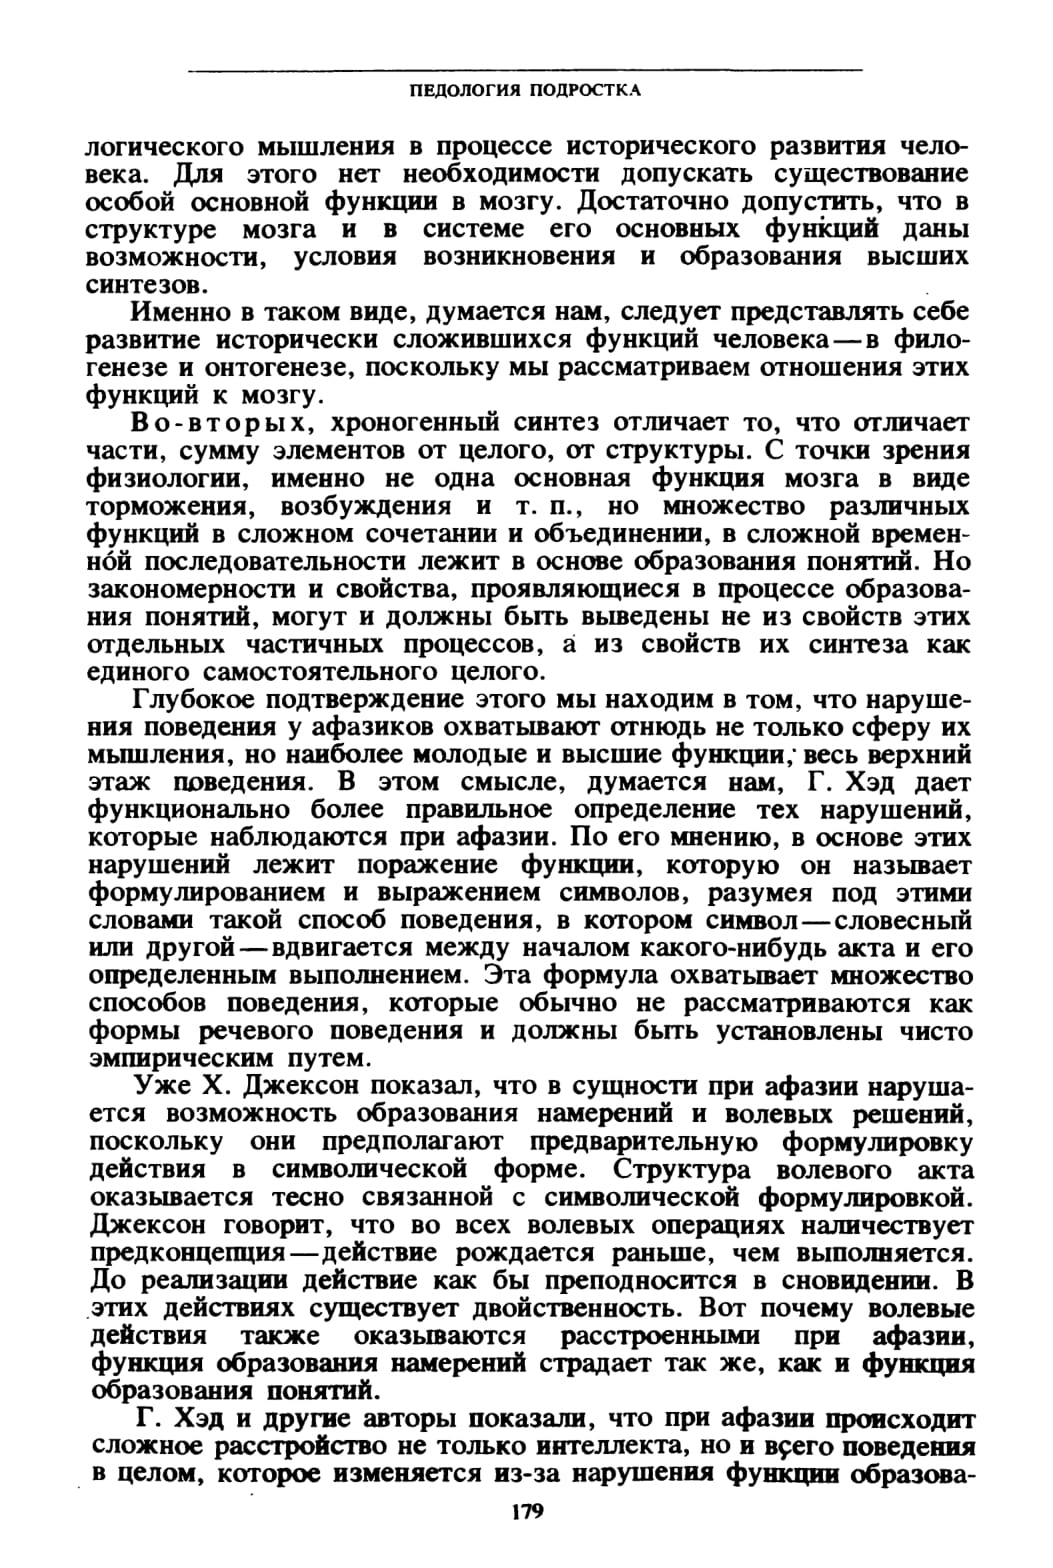 ПЕДОЛОГИЯ ПОДРОСТКА
логического мышления в процессе исторического развития чело-
века. Для этого нет необходимости допускать существование
особой основной функции в мозгу. Достаточно допустить, что в
структуре мозга и в системе его основных функций даны
возможности, условия возникновения и образования высших
синтезов.
Именно в таком виде, думается нам, следует представлять себе
развитие исторически сложившихся функций человека—в фило-
генезе и онтогенезе, поскольку мы рассматриваем отношения этих
функций к мозгу.
Во-вторых, хроногенный синтез отличает то, что отличает
части, сумму элементов от целого, от структуры. С точки зрения
физиологии, именно не одна основная функция мозга в виде
торможения, возбуждения и т. п., но множество различных
функций в сложном сочетании и объединении, в сложной времен-
но́й последовательности лежит в основе образования понятий. Но
закономерности и свойства, проявляющиеся в процессе образова-
ния понятий, могут и должны быть выведены не из свойств этих
отдельных частичных процессов, а из свойств их синтеза как
единого самостоятельного целого.
Глубокое подтверждение этого мы находим в том, что наруше-
ния поведения у афазиков охватывают отнюдь не только сферу их
мышления, но наиболее молодые и высшие функции, весь верхний
этаж поведения. В этом смысле, думается нам, Г. Хэд дает
функционально более правильное определение тех нарушений,
которые наблюдаются при афазии. По его мнению, в основе этих
нарушений лежит поражение функции, которую он называет
формулированием и выражением символов, разумея под этими
словами такой способ поведения, в котором символ—словесный
или другой—вдвигается между началом какого-нибудь акта и его
определенным выполнением. Эта формула охватывает множество
способов поведения, которые обычно не рассматриваются как
формы речевого поведения и должны быть установлены чисто
эмпирическим путем.
Уже Х. Джексон показал, что в сущности при афазии наруша-
ется возможность образования намерений и волевых решений,
поскольку они предполагают предварительную формулировку
действия в символической форме. Структура волевого акта
оказывается тесно связанной с символической формулировкой.
Джексон говорит, что во всех волевых операциях наличествует
предконцепция—действие рождается раньше, чем выполняется.
До реализации действие как бы преподносится в сновидении. В
этих действиях существует двойственность. Вот почему волевые
действия также оказываются расстроенными при афазии,
функция образования намерений страдает так же, как и функция
образования понятий.
Г. Хэд и другие авторы показали, что при афазии происходит
сложное расстройство не только интеллекта, но и всего поведения
в целом, которое изменяется из-за нарушения функции образова-
179